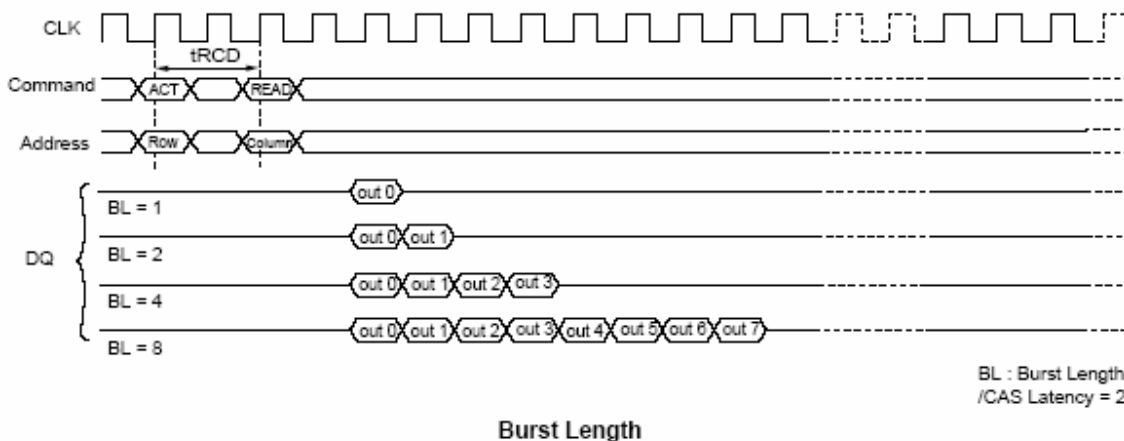 CLK
tRCD
Command ACT READ
Address Row Column
DQ
BL = 1 out 0
BL = 2 out 0 out 1
BL = 4 out 0 out 1 out 2 out 3
BL = 8 out 0 out 1 out 2 out 3 out 4 out 5 out 6 out 7
BL : Burst Length
/CAS Latency = 2
Burst Length